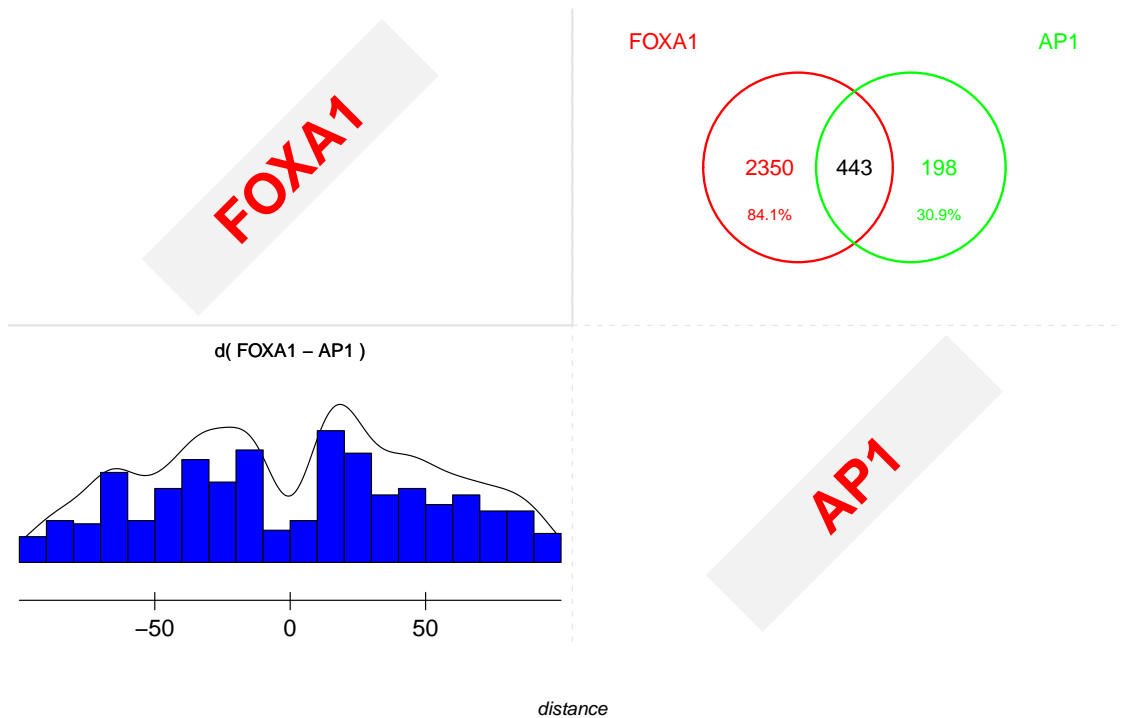 FOXA1
FOXA1 AP1
2350 443 198
84.1% 30.9%
d( FOXA1 – AP1 )
AP1
−50 0 50
distance